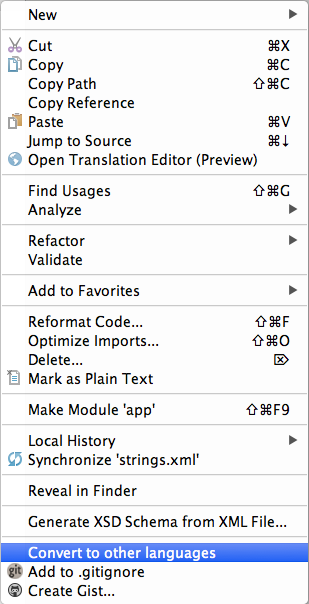 New
Cut ⌘X
Copy ⌘C
Copy Path ⇧⌘C
Copy Reference
Paste ⌘V
Jump to Source ⌘↓
Open Translation Editor (Preview)
Find Usages ⇧⌘G
Analyze
Refactor
Validate
Add to Favorites
Reformat Code... ⇧⌘F
Optimize Imports... ⇧⌘O
Delete... ⌦
Mark as Plain Text
Make Module 'app' ⇧⌘F9
Local History
Synchronize 'strings.xml'
Reveal in Finder
Generate XSD Schema from XML File...
Convert to other languages
git Add to .gitignore
Create Gist...